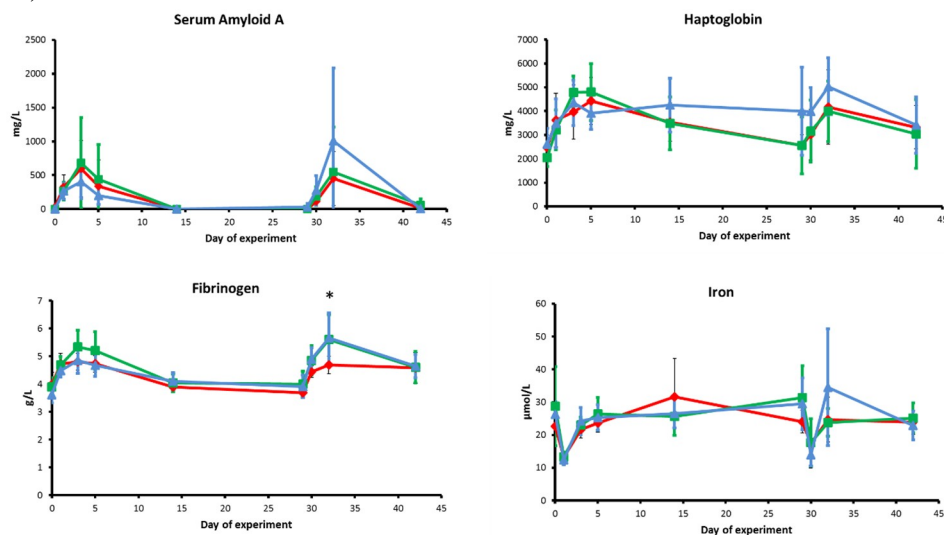 Serum Amyloid A
2500
2000
1500
1000
500
0
mg/L
0 5 10 15 20 25 30 35 40 45
Day of experiment
Haptoglobin
7000
6000
5000
4000
3000
2000
1000
0
mg/L
0 5 10 15 20 25 30 35 40 45
Day of experiment
Fibrinogen
*
7
6
5
4
3
2
1
0
g/L
0 5 10 15 20 25 30 35 40 45
Day of experiment
Iron
60
50
40
30
20
10
0
µmol/L
0 5 10 15 20 25 30 35 40 45
Day of experiment